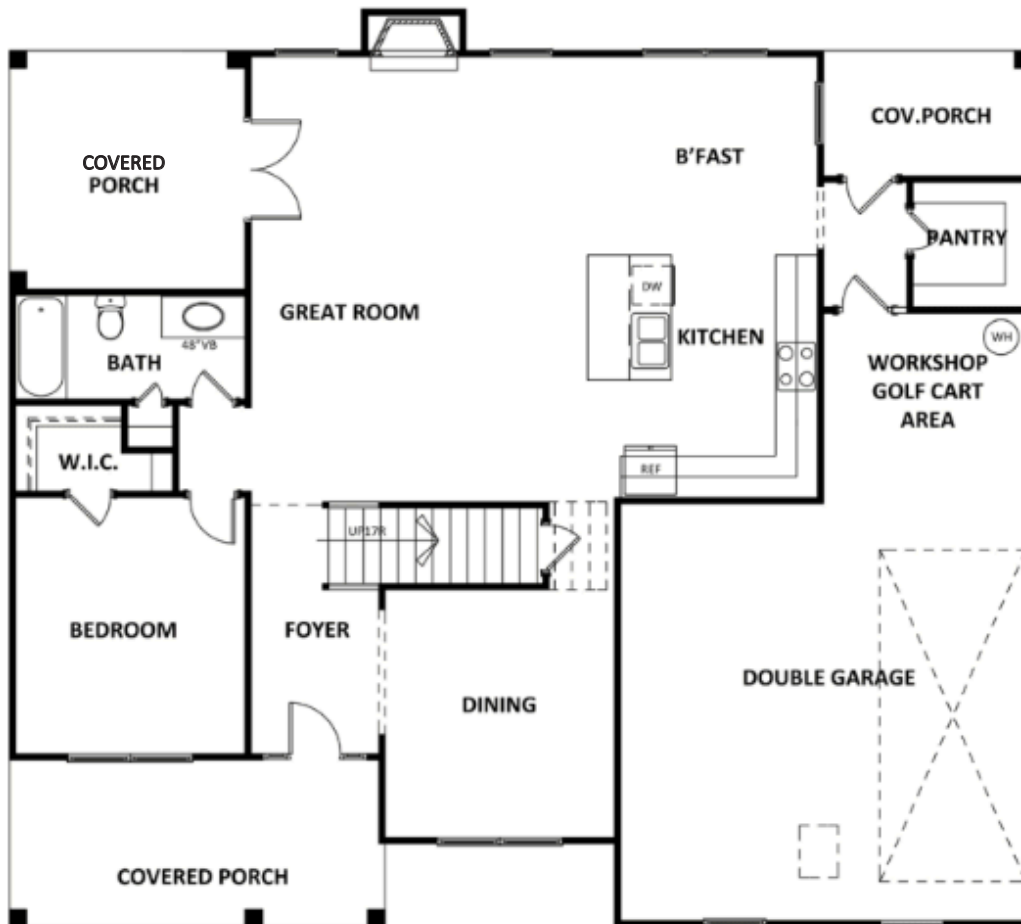 COV.PORCH
B'FAST
COVERED
PORCH
PANTRY
DW
GREAT ROOM
KITCHEN
WH
48"VB
BATH
WORKSHOP
GOLF CART
AREA
W.I.C.
REF
UP17R
BEDROOM
FOYER
DOUBLE GARAGE
DINING
COVERED PORCH